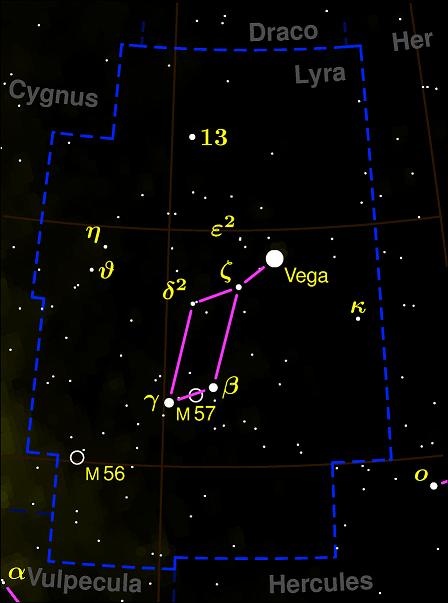 Draco
Her
Lyra
Cygnus
13
ε²
η
ϑ
ζ
Vega
δ²
κ
β
γ
M 57
M 56
ο
α
Vulpecula
Hercules